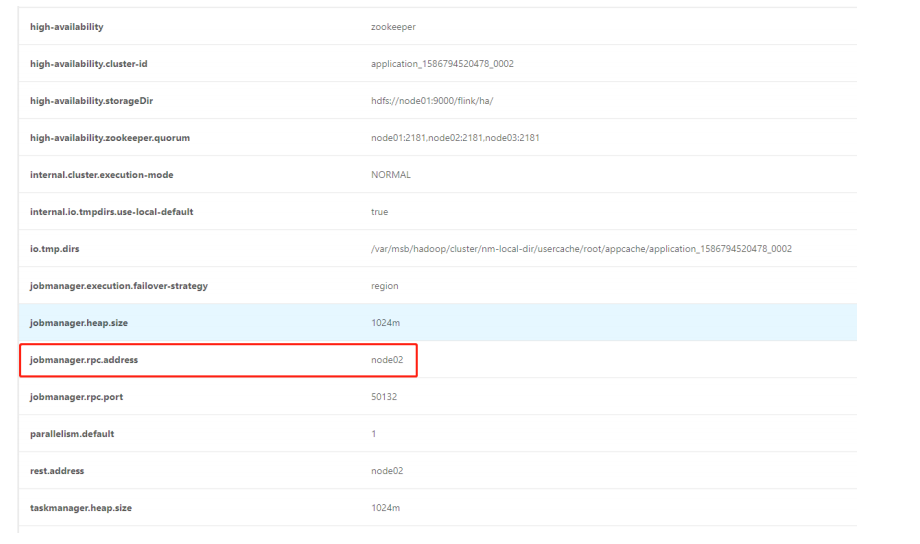 high-availability zookeeper
high-availability.cluster-id application_1586794520478_0002
high-availability.storageDir hdfs://node01:9000/flink/ha/
high-availability.zookeeper.quorum node01:2181,node02:2181,node03:2181
internal.cluster.execution-mode NORMAL
internal.io.tmpdirs.use-local-default true
io.tmp.dirs /var/msb/hadoop/cluster/nm-local-dir/usercache/root/appcache/application_1586794520478_0002
jobmanager.execution.failover-strategy region
jobmanager.heap.size 1024m
jobmanager.rpc.address node02
jobmanager.rpc.port 50132
parallelism.default 1
rest.address node02
taskmanager.heap.size 1024m